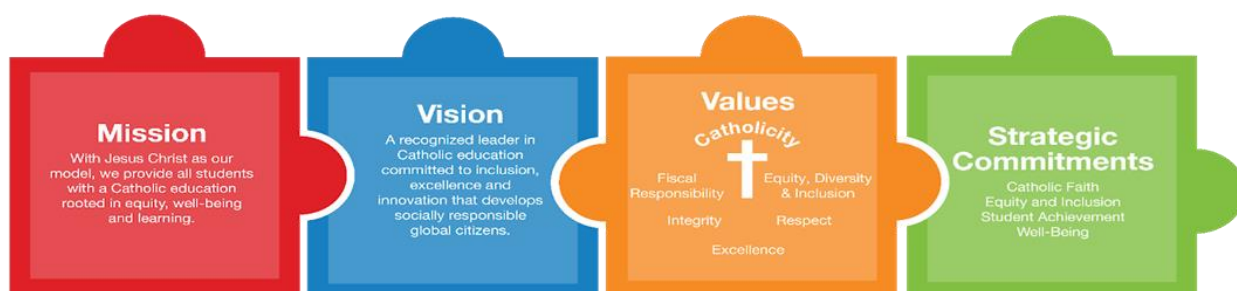 Mission
With Jesus Christ as our
model, we provide all students
with a Catholic education
rooted in equity, well-being
and learning.
Vision
A recognized leader in
Catholic education
committed to inclusion,
excellence and
innovation that develops
socially responsible
global citizens.
Values
Catholicity
Fiscal
Responsibility
Equity, Diversity
& Inclusion
Integrity
Respect
Excellence
Strategic
Commitments
Catholic Faith
Equity and Inclusion
Student Achievement
Well-Being